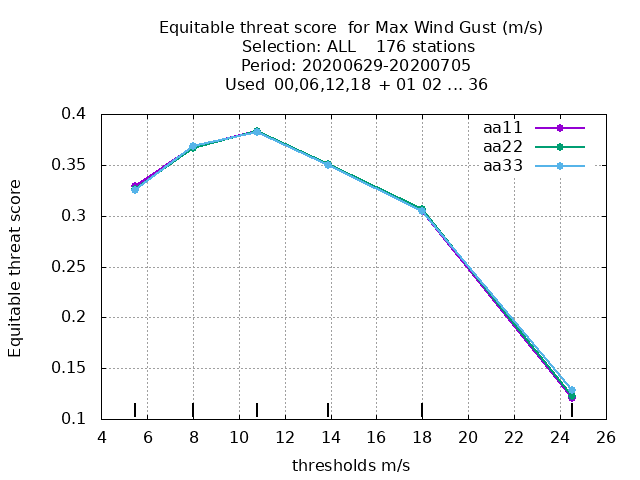 Equitable threat score  for Max Wind Gust (m/s)
Selection: ALL    176 stations
Period: 20200629-20200705
Used  00,06,12,18 + 01 02 ... 36
0.4
0.35
0.3
0.25
0.2
0.15
0.1
Equitable threat score
aa11
aa22
aa33
4 6 8 10 12 14 16 18 20 22 24 26
thresholds m/s